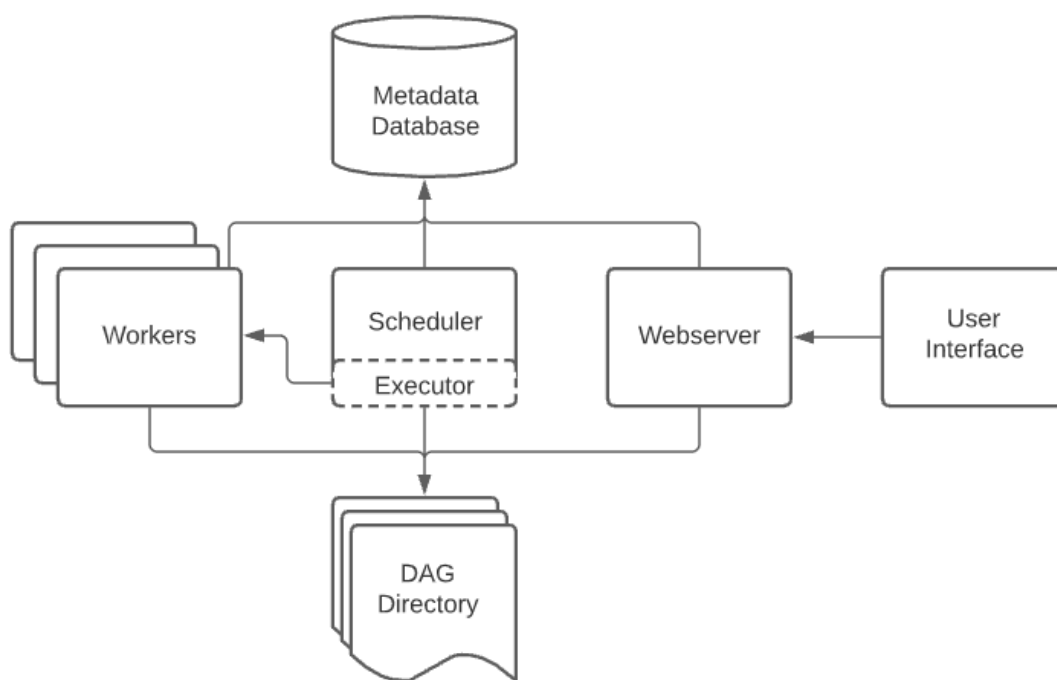 Metadata
Database
Workers
Scheduler
Executor
Webserver
User
Interface
DAG
Directory